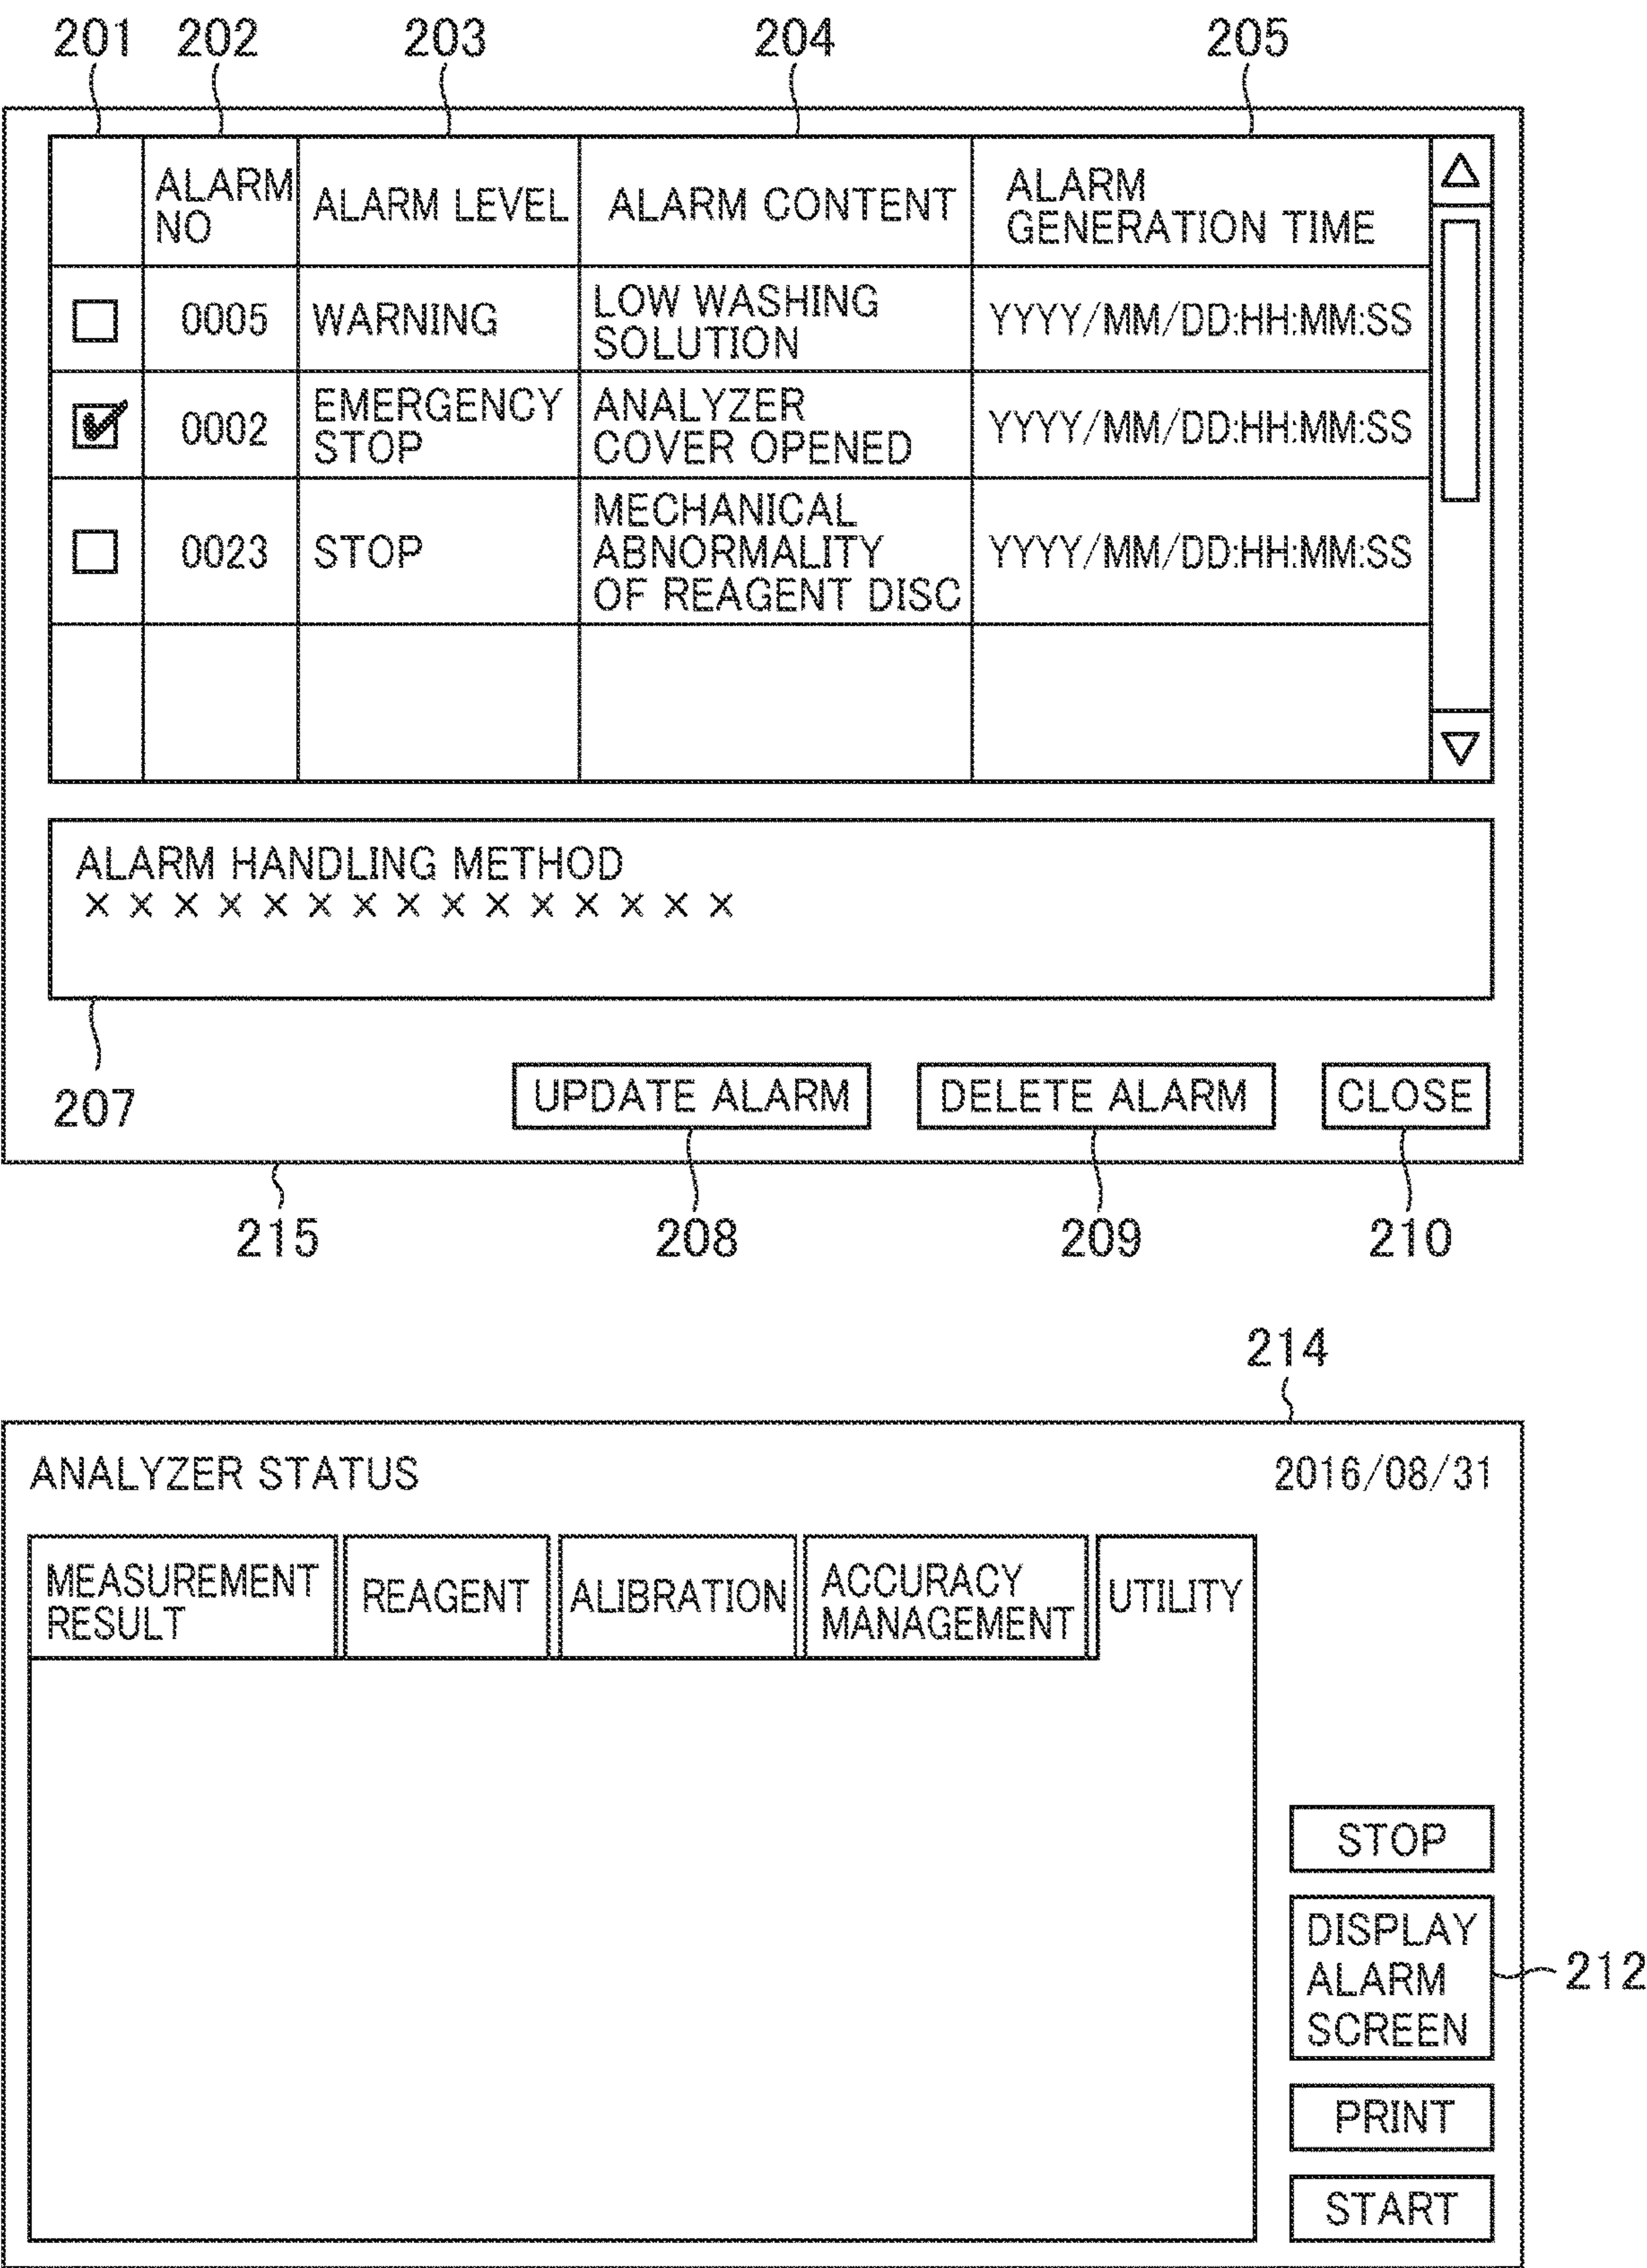 201 202 203 204 205
ALARM NO ALARM LEVEL ALARM CONTENT ALARM GENERATION TIME
0005 WARNING LOW WASHING SOLUTION YYYY/MM/DD:HH:MM:SS
0002 EMERGENCY STOP ANALYZER COVER OPENED YYYY/MM/DD:HH:MM:SS
0023 STOP MECHANICAL ABNORMALITY OF REAGENT DISC YYYY/MM/DD:HH:MM:SS
ALARM HANDLING METHOD
× × × × × × × × × × × × × × ×
207
UPDATE ALARM DELETE ALARM CLOSE
215 208 209 210
214
ANALYZER STATUS 2016/08/31
MEASUREMENT RESULT REAGENT ALIBRATION ACCURACY MANAGEMENT UTILITY
STOP
DISPLAY
ALARM
SCREEN
212
PRINT
START